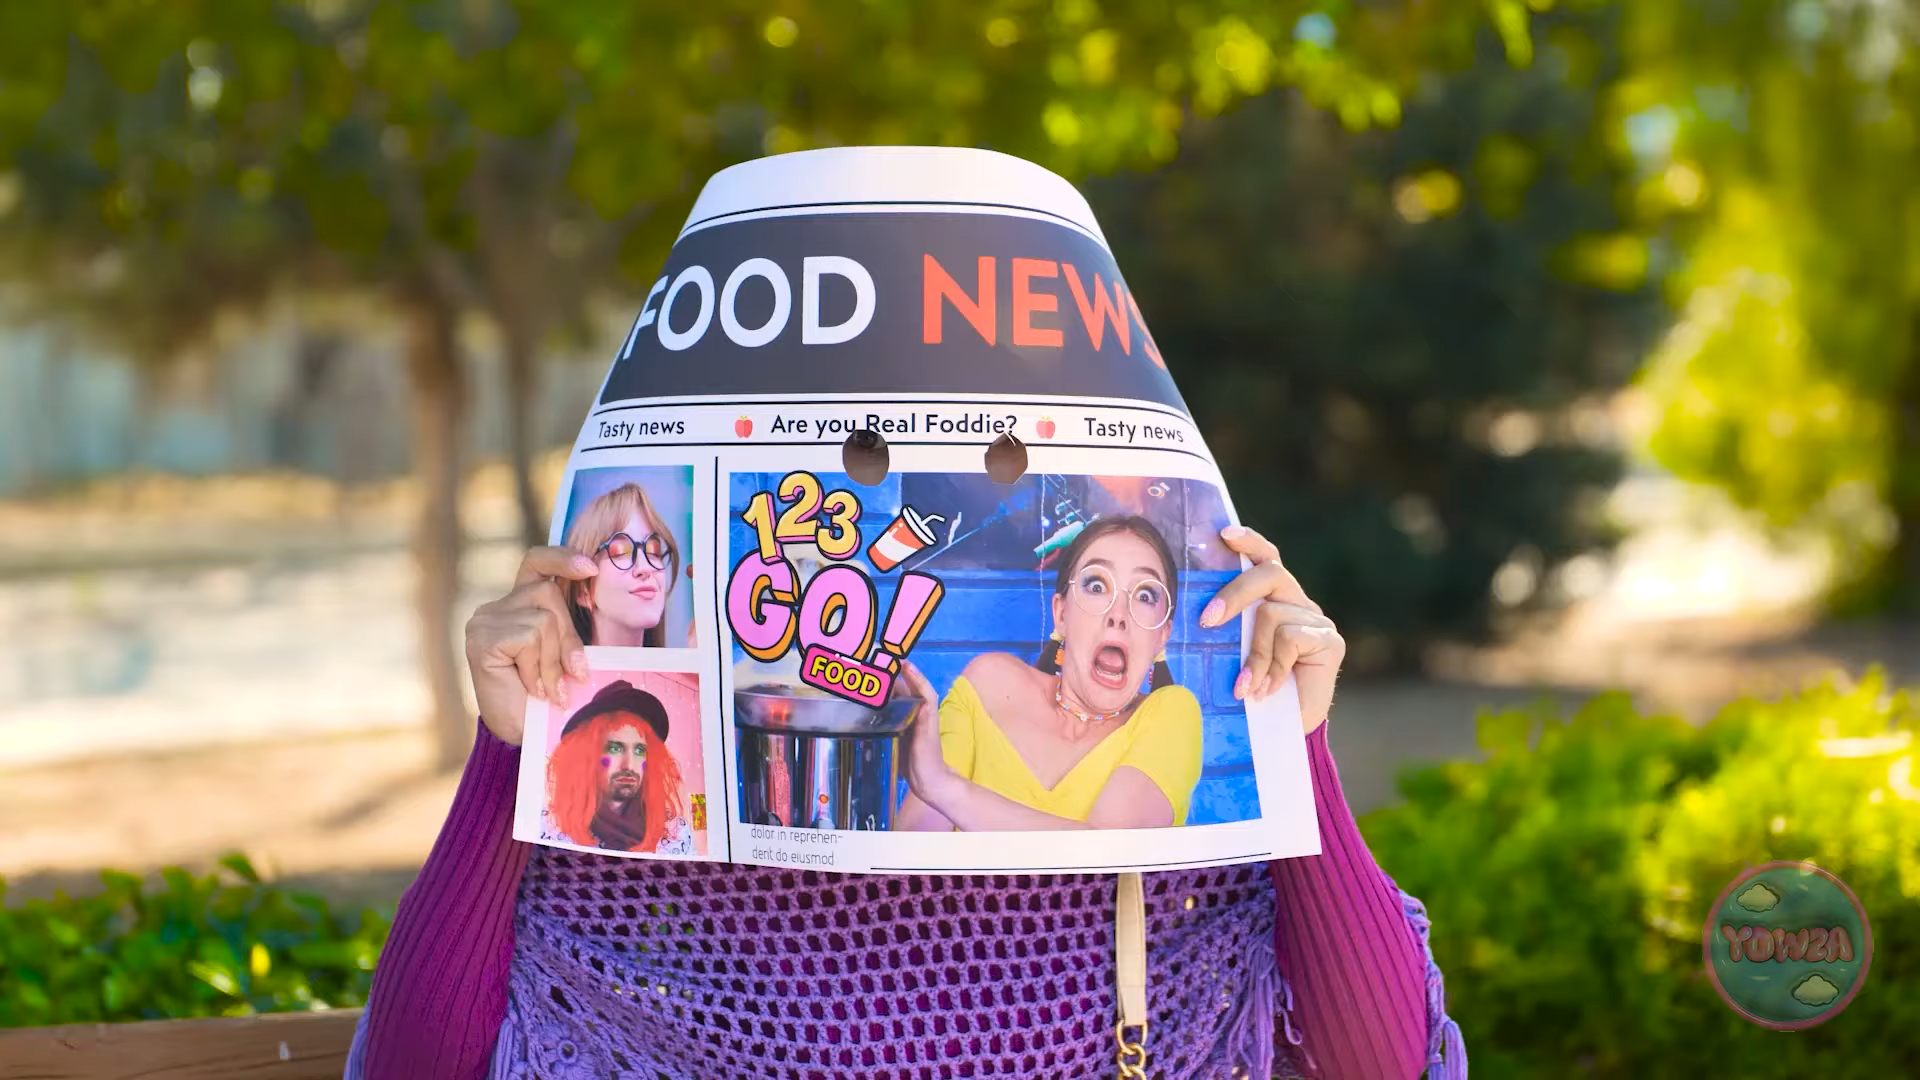 FOOD NEWS
Tasty news
Are you Real Foddie?
Tasty news
123
GO!
FOOD
dolor in reprehen-
dent do eiusmod
YOWZA